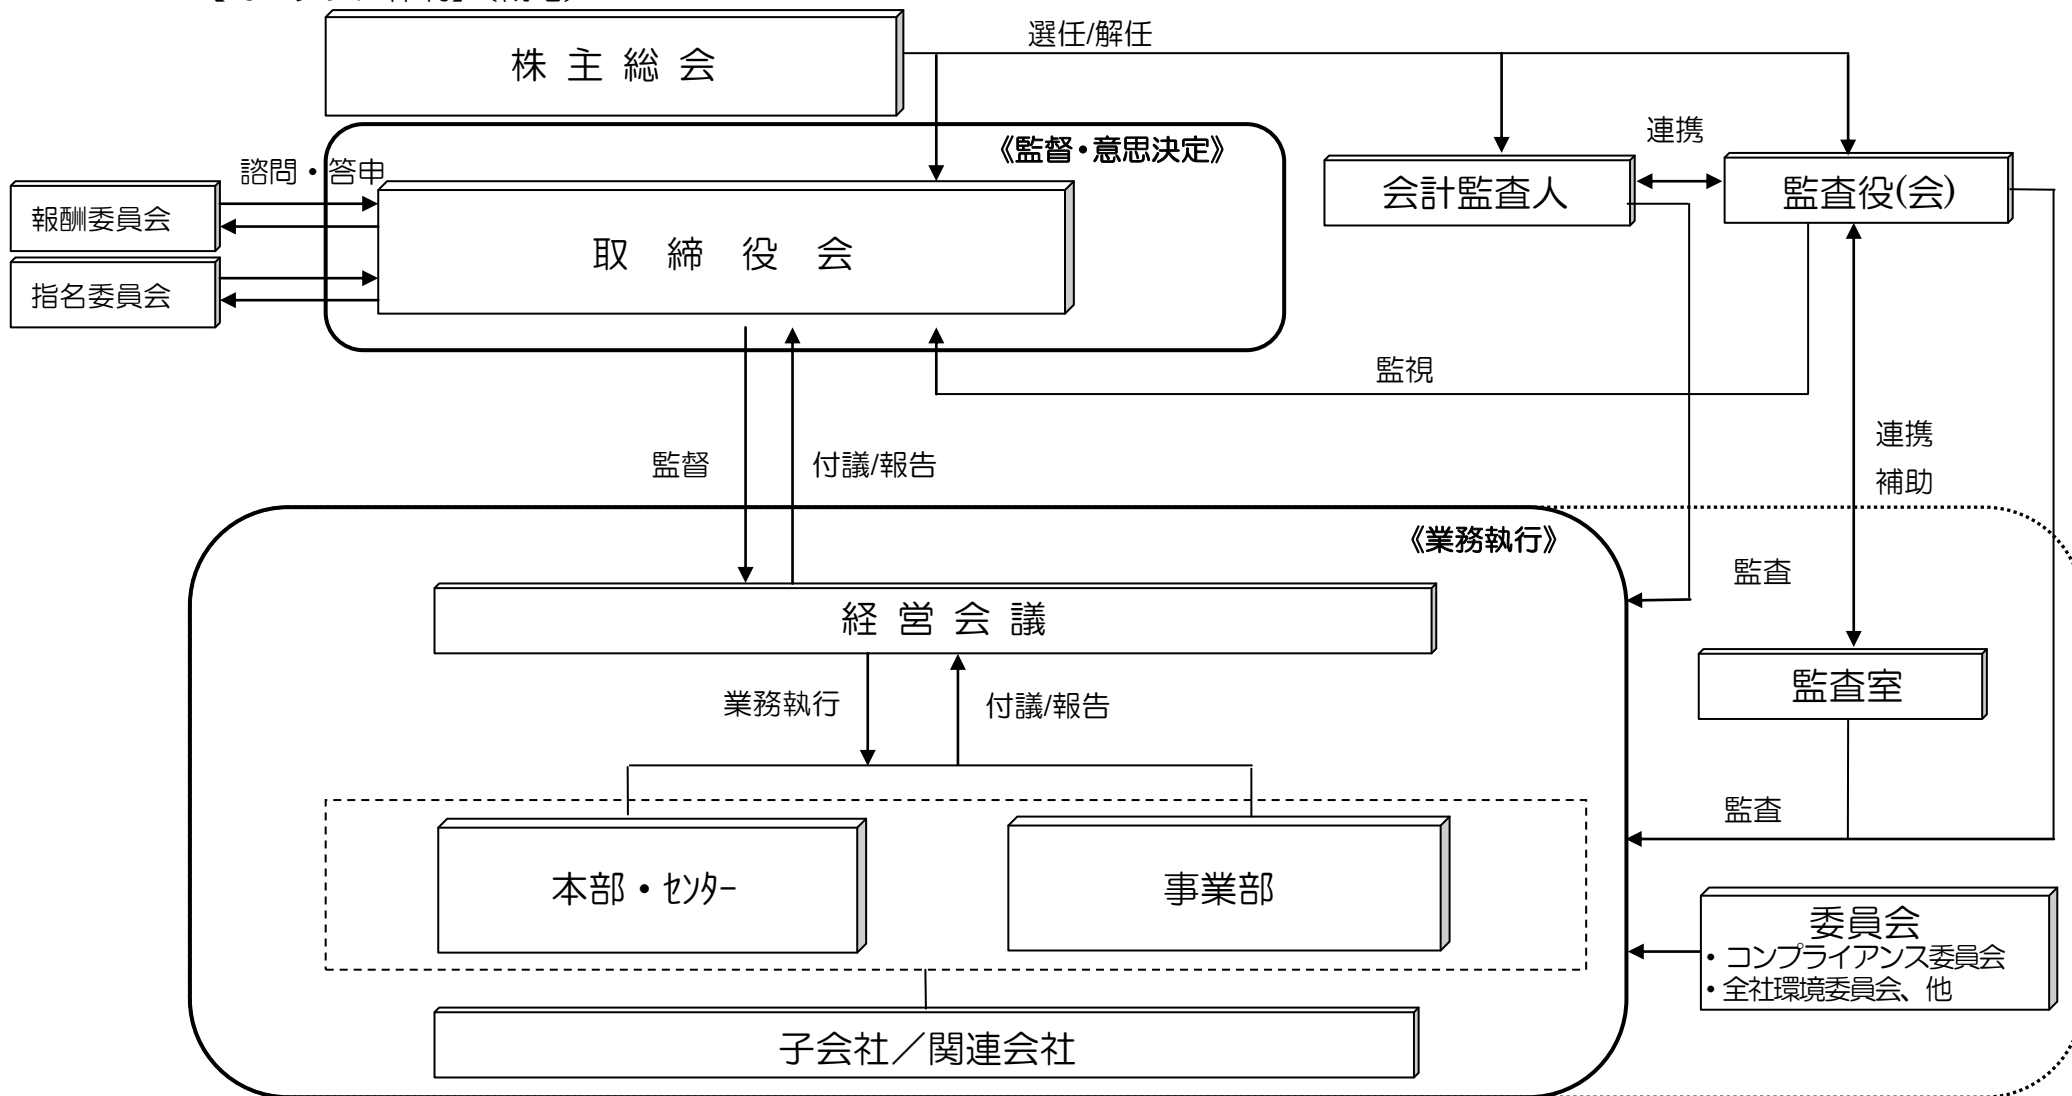 株主総会
選任/解任
《監督・意思決定》
連携
諮問・答申
報酬委員会
取締役会
会計監査人
監査役(会)
指名委員会
監視
監督
付議/報告
連携
補助
《業務執行》
監査
経営会議
監査室
業務執行
付議/報告
監査
本部・ｾﾝﾀｰ
事業部
委員会
・コンプライアンス委員会
・全社環境委員会、他
子会社／関連会社